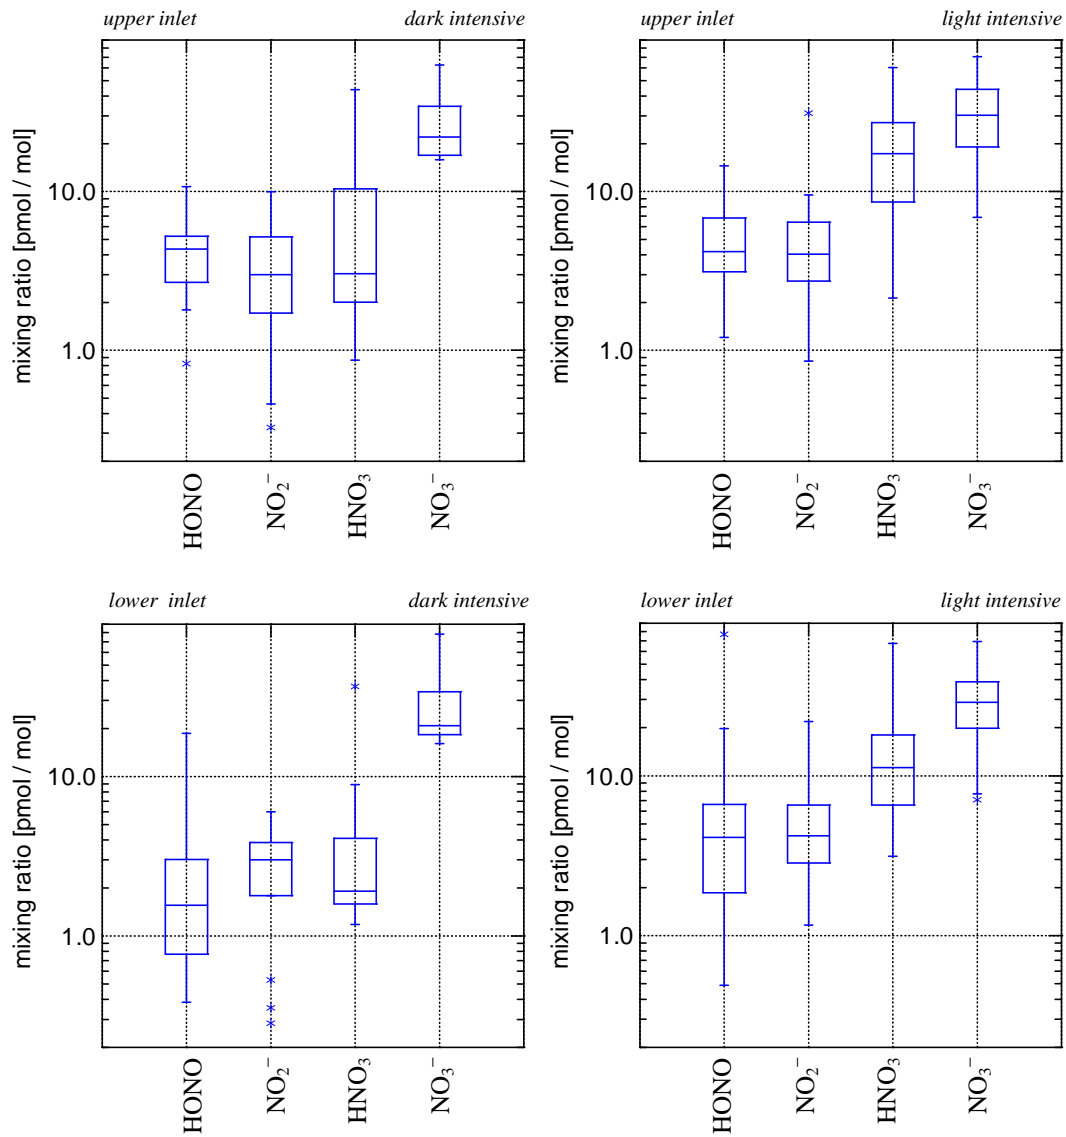 upper inlet dark intensive
mixing ratio [pmol / mol]
10.0
1.0
HONO
NO₂⁻
HNO₃
NO₃⁻
upper inlet light intensive
mixing ratio [pmol / mol]
10.0
1.0
HONO
NO₂⁻
HNO₃
NO₃⁻
lower inlet dark intensive
mixing ratio [pmol / mol]
10.0
1.0
HONO
NO₂⁻
HNO₃
NO₃⁻
lower inlet light intensive
mixing ratio [pmol / mol]
10.0
1.0
HONO
NO₂⁻
HNO₃
NO₃⁻